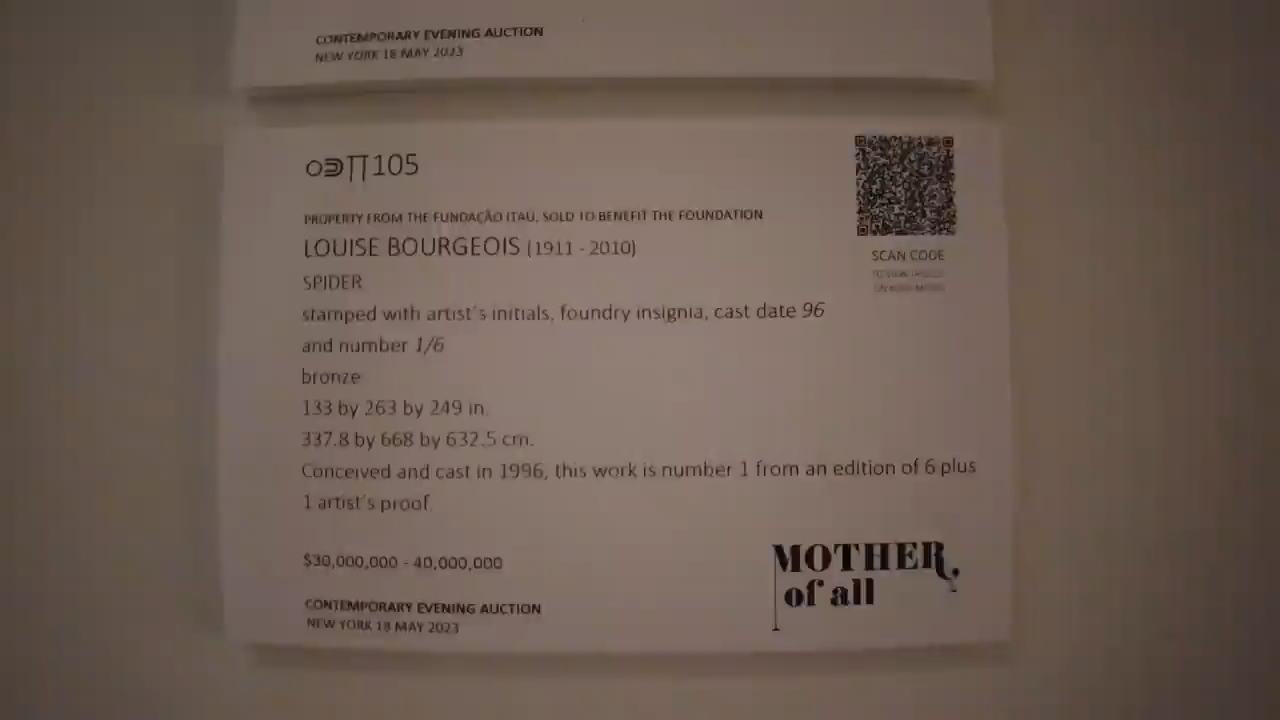 CONTEMPORARY EVENING AUCTION
NEW YORK 18 MAY 2023
105
PROPERTY FROM THE FUNDAÇÃO ITAÚ, SOLD TO BENEFIT THE FOUNDATION
LOUISE BOURGEOIS (1911 - 2010)
SPIDER
stamped with artist's initials, foundry insignia, cast date 96
and number 1/6
bronze
133 by 263 by 249 in.
337.8 by 668 by 632.5 cm.
Conceived and cast in 1996, this work is number 1 from an edition of 6 plus
1 artist's proof.
$30,000,000 - 40,000,000
CONTEMPORARY EVENING AUCTION
NEW YORK 18 MAY 2023
SCAN CODE
MOTHER
of all